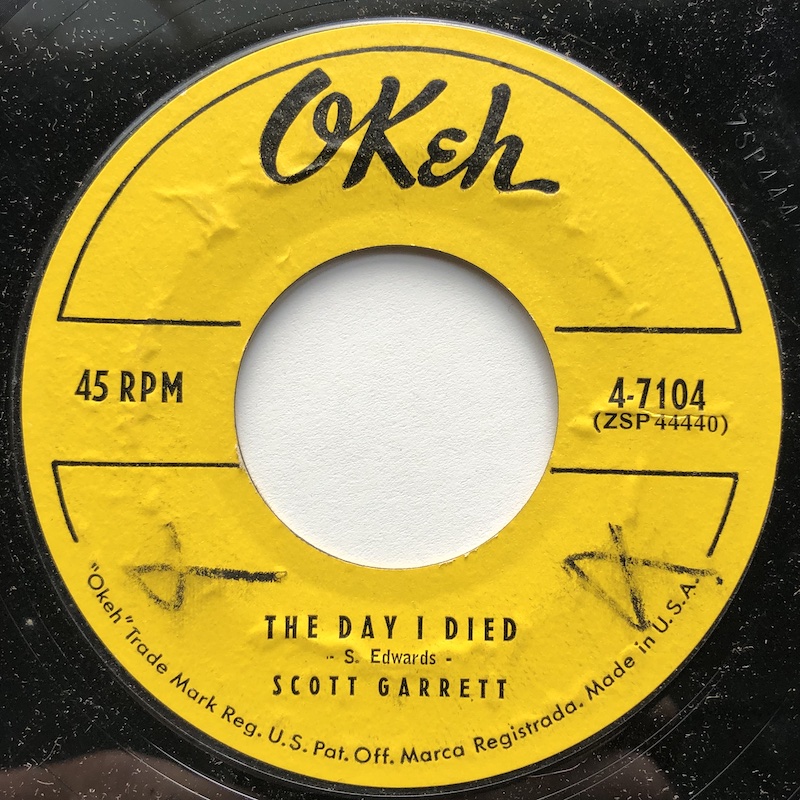 OKeh
45 RPM
4-7104
(ZSP 44440)
THE DAY I DIED
- S. Edwards -
SCOTT GARRETT
"Okeh" Trade Mark Reg. U.S. Pat. Off. Marca Registrada. Made in U.S.A.